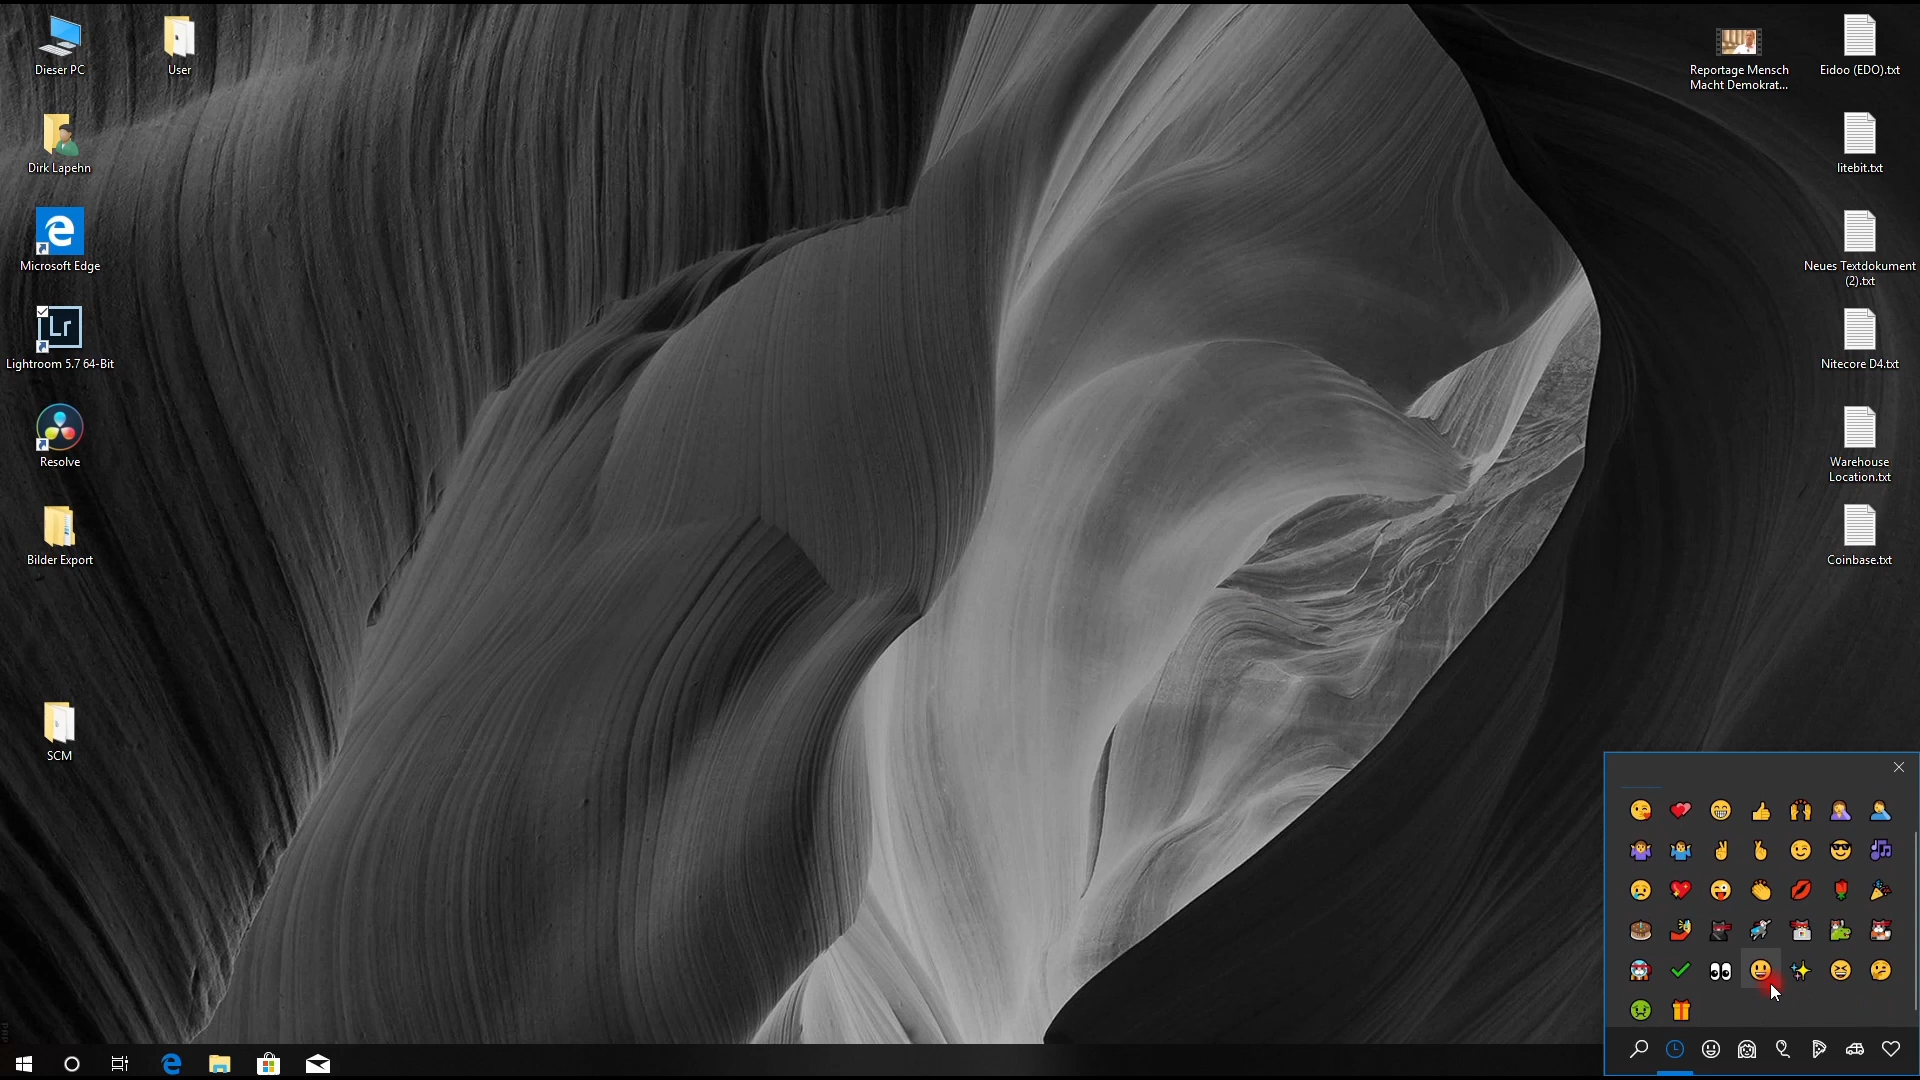 Dieser PC
User
Dirk Lapehn
Microsoft Edge
Lr
Lightroom 5.7 64-Bit
Resolve
Bilder Export
SCM
Reportage Mensch
Macht Demokrat...
Eidoo (EDO).txt
litebit.txt
Neues Textdokument
(2).txt
Nitecore D4.txt
Warehouse
Location.txt
Coinbase.txt